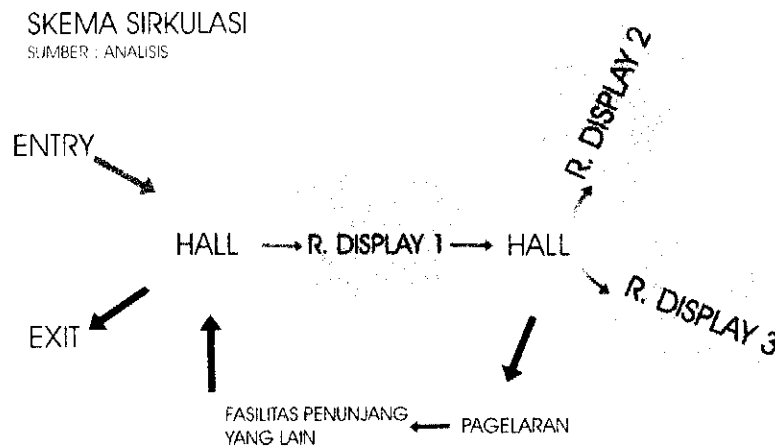 SKEMA SIRKULASI
SUMBER : ANALISIS
R. DISPLAY 2
ENTRY
HALL
R. DISPLAY 1
HALL
R. DISPLAY 3
EXIT
FASILITAS PENUNJANG
YANG LAIN
PAGELARAN